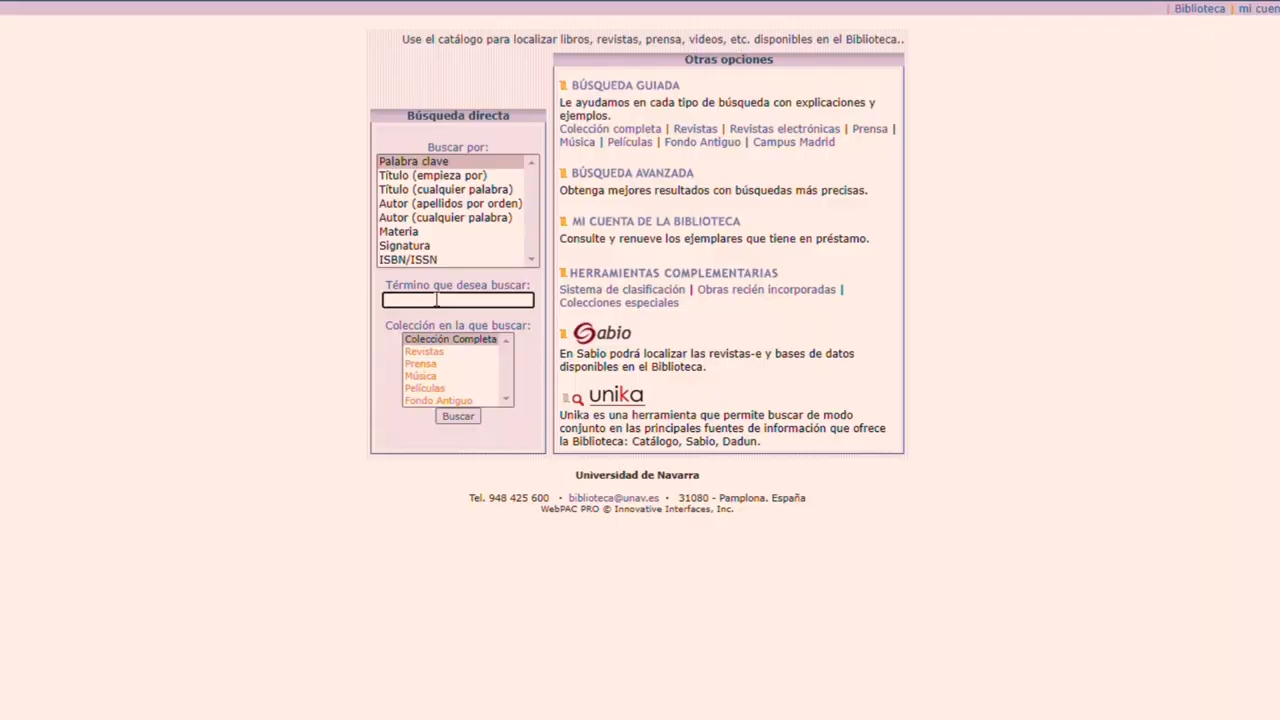 | Biblioteca | mi cuen
Use el catálogo para localizar libros, revistas, prensa, videos, etc. disponibles en el Biblioteca..
Búsqueda directa
Buscar por:
Palabra clave
Título (empieza por)
Título (cualquier palabra)
Autor (apellidos por orden)
Autor (cualquier palabra)
Materia
Signatura
ISBN/ISSN
Término que desea buscar:
Colección en la que buscar:
Colección Completa
Revistas
Prensa
Música
Películas
Fondo Antiguo
Buscar
Otras opciones
BÚSQUEDA GUIADA
Le ayudamos en cada tipo de búsqueda con explicaciones y
ejemplos.
Colección completa | Revistas | Revistas electrónicas | Prensa |
Música | Películas | Fondo Antiguo | Campus Madrid
BÚSQUEDA AVANZADA
Obtenga mejores resultados con búsquedas más precisas.
MI CUENTA DE LA BIBLIOTECA
Consulte y renueve los ejemplares que tiene en préstamo.
HERRAMIENTAS COMPLEMENTARIAS
Sistema de clasificación | Obras recién incorporadas |
Colecciones especiales
Sabio
En Sabio podrá localizar las revistas-e y bases de datos
disponibles en el Biblioteca.
unika
Unika es una herramienta que permite buscar de modo
conjunto en las principales fuentes de información que ofrece
la Biblioteca: Catálogo, Sabio, Dadun.
Universidad de Navarra
Tel. 948 425 600 · biblioteca@unav.es · 31080 - Pamplona. España
WebPAC PRO © Innovative Interfaces, Inc.